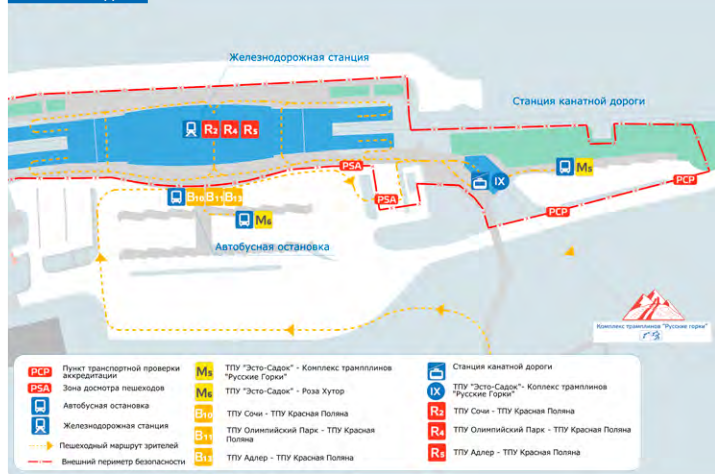 Железнодорожная станция
Станция канатной дороги
R2 R4 R5
PSA
M5
IX
PCP
B10 B11 B13
PSA
PCP
M6
Автобусная остановка
Комплекс трамплинов "Русские горки"
PCP Пункт транспортной проверки
аккредитации
PSA Зона досмотра пешеходов
Автобусная остановка
Железнодорожная станция
Пешеходный маршрут зрителей
Внешний периметр безопасности
M5 ТПУ "Эсто-Садок" - Комплекс трампплинов
"Русские Горки"
M6 ТПУ "Эсто-Садок" - Роза Хутор
B10 ТПУ Сочи - ТПУ Красная Поляна
B11 ТПУ Олимпийский Парк - ТПУ Красная
Поляна
B13 ТПУ Адлер - ТПУ Красная Поляна
Станция канатной дороги
IX ТПУ "Эсто-Садок"- Коплекс трамплинов
"Русские Горки"
R2 ТПУ Сочи - ТПУ Красная Поляна
R4 ТПУ Олимпийский Парк - ТПУ Красная Поляна
R5 ТПУ Адлер - ТПУ Красная Поляна